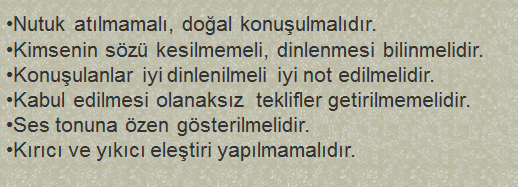 •Nutuk atılmamalı, doğal konuşulmalıdır.
•Kimsenin sözü kesilmemeli, dinlenmesi bilinmelidir.
•Konuşulanlar iyi dinlenilmeli iyi not edilmelidir.
•Kabul edilmesi olanaksız teklifler getirilmemelidir.
•Ses tonuna özen gösterilmelidir.
•Kırıcı ve yıkıcı eleştiri yapılmamalıdır.